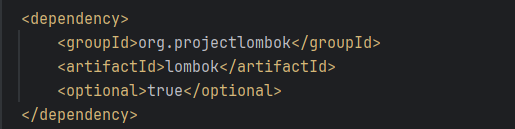 <dependency>
    <groupId>org.projectlombok</groupId>
    <artifactId>lombok</artifactId>
    <optional>true</optional>
</dependency>